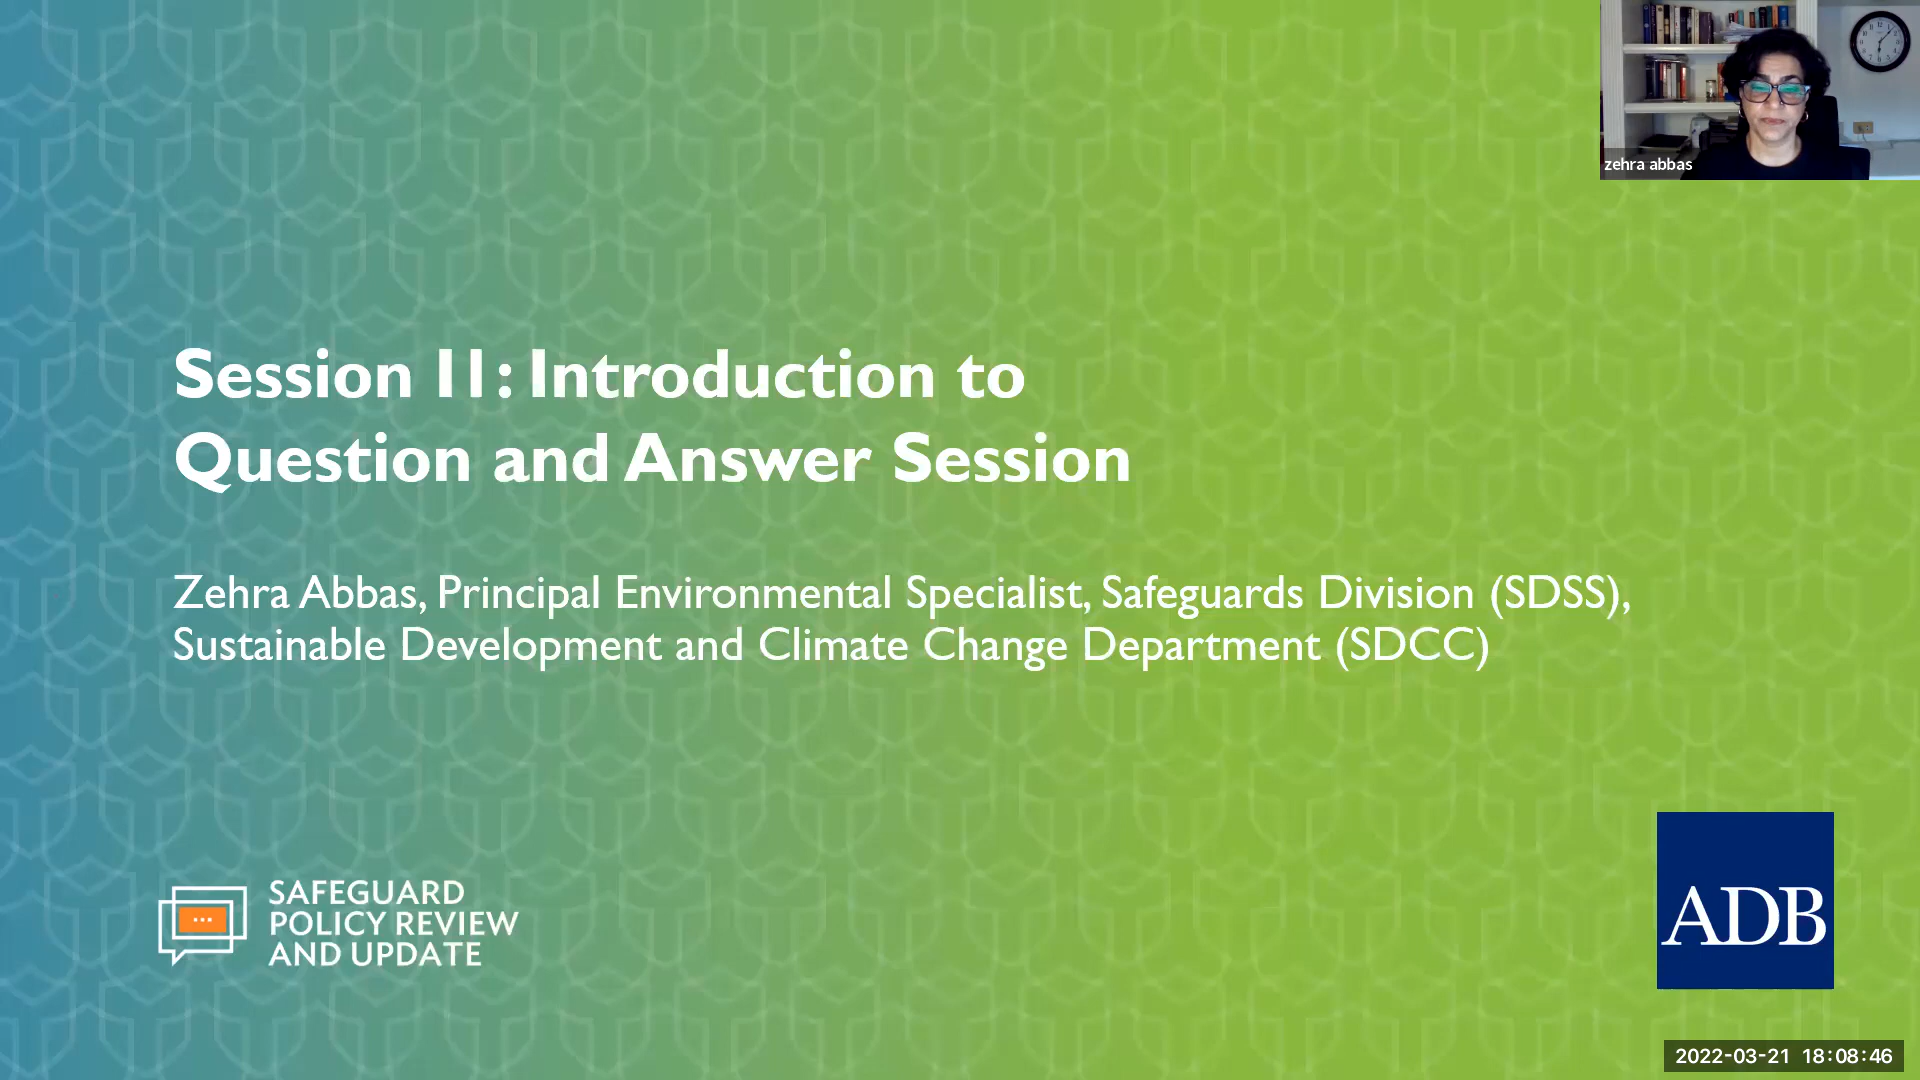 zehra abbas
Session II: Introduction to
Question and Answer Session
Zehra Abbas, Principal Environmental Specialist, Safeguards Division (SDSS),
Sustainable Development and Climate Change Department (SDCC)
SAFEGUARD
POLICY REVIEW
AND UPDATE
ADB
2022-03-21 18:08:46